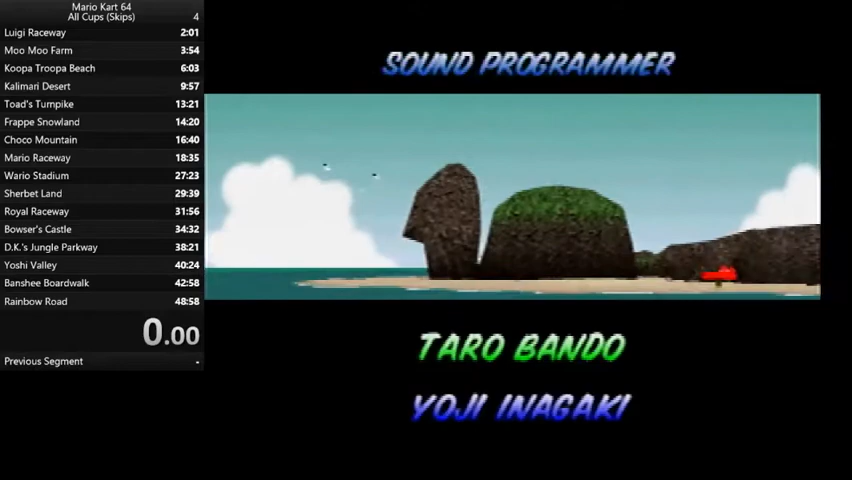 Mario Kart 64
All Cups (Skips) 4
Luigi Raceway 2:01
Moo Moo Farm 3:54
Koopa Troopa Beach 6:03
Kalimari Desert 9:57
Toad's Turnpike 13:21
Frappe Snowland 14:20
Choco Mountain 16:40
Mario Raceway 18:35
Wario Stadium 27:23
Sherbet Land 29:39
Royal Raceway 31:56
Bowser's Castle 34:32
D.K.'s Jungle Parkway 38:21
Yoshi Valley 40:24
Banshee Boardwalk 42:58
Rainbow Road 48:58
0.00
Previous Segment -
SOUND PROGRAMMER
TARO BANDO
YOJI INAGAKI